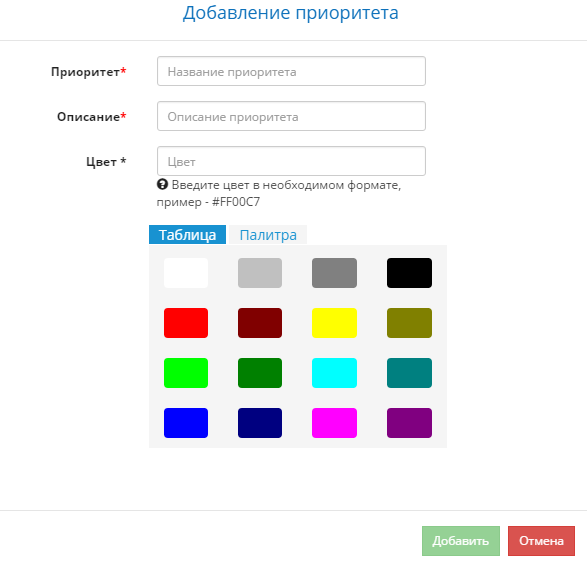 Добавление приоритета
Приоритет*
Название приоритета
Описание*
Описание приоритета
Цвет *
Цвет
Введите цвет в необходимом формате,
пример - #FF00C7
Таблица
Палитра
Добавить
Отмена